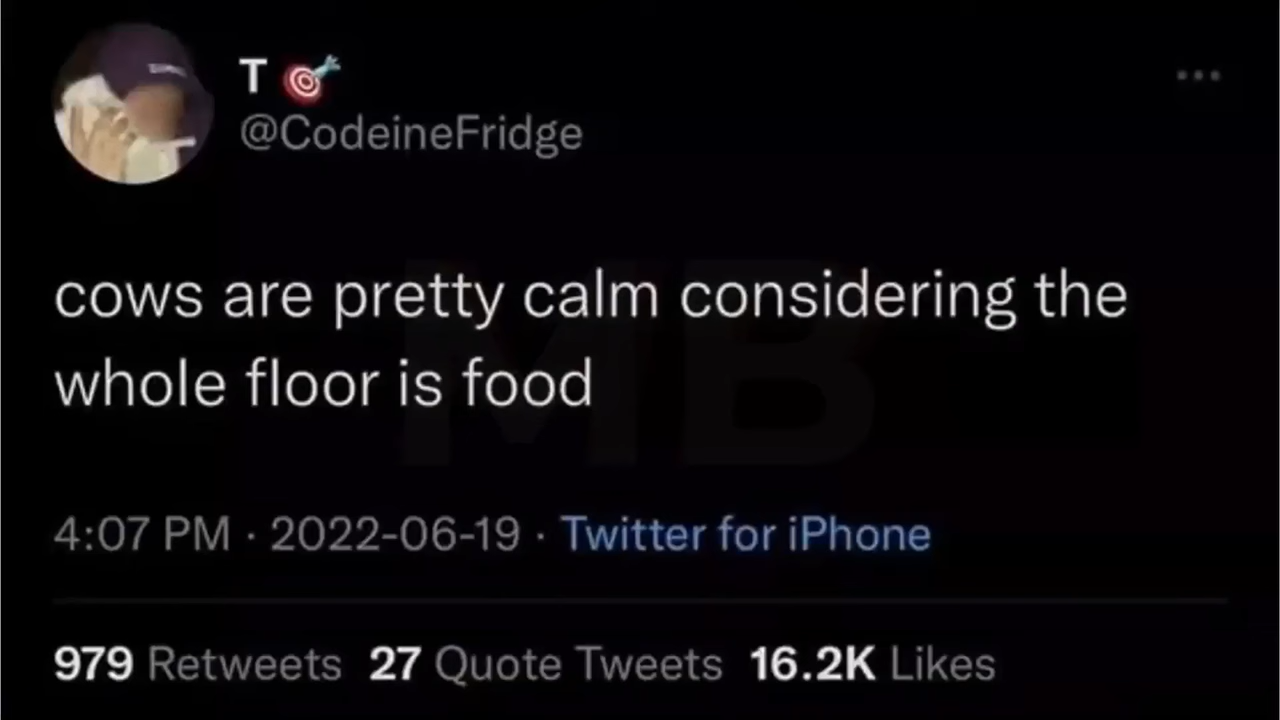 T 🎯
@CodeineFridge
cows are pretty calm considering the
whole floor is food
4:07 PM · 2022-06-19 · Twitter for iPhone
979 Retweets 27 Quote Tweets 16.2K Likes
MB